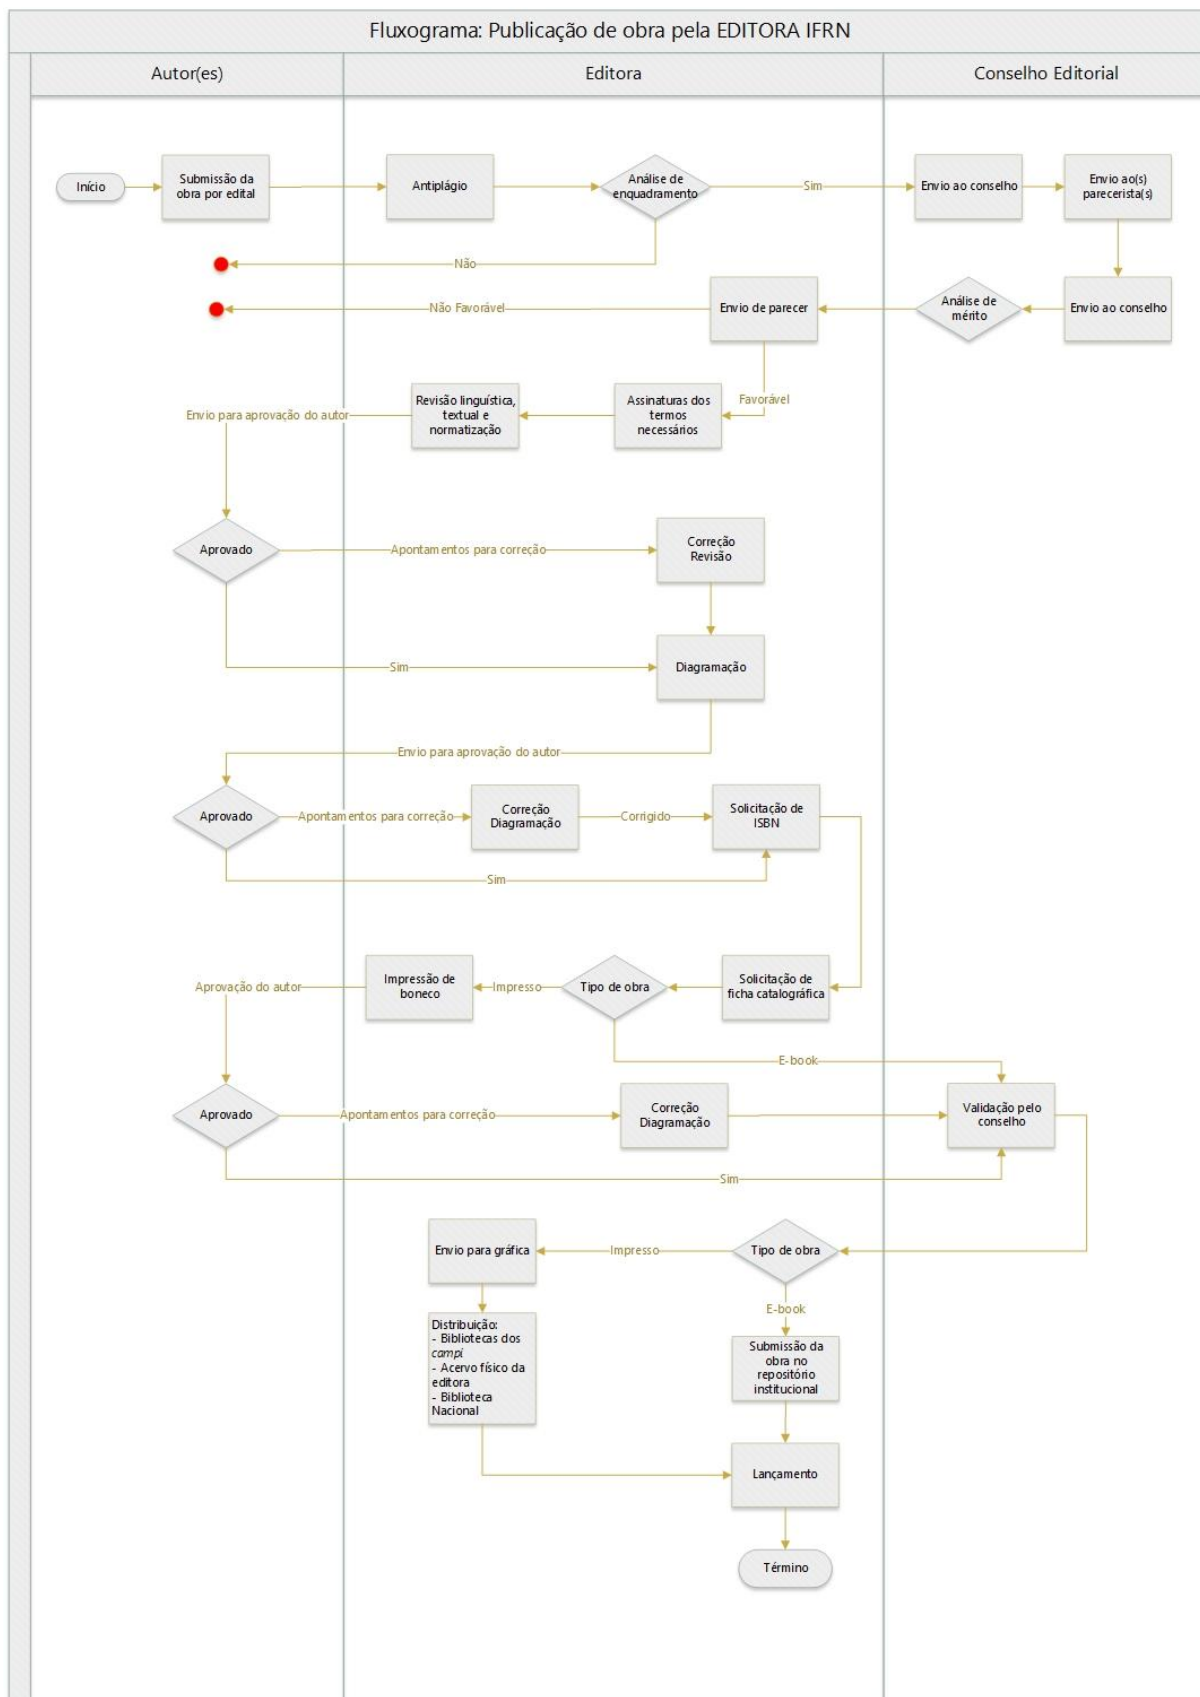 Fluxograma: Publicação de obra pela EDITORA IFRN
Autor(es)
Editora
Conselho Editorial
Início
Submissão da
obra por edital
Antiplágio
Análise de
enquadramento
Sim
Envio ao conselho
Envio ao(s)
parecerista(s)
Não
Não Favorável
Envio de parecer
Análise de
mérito
Envio ao conselho
Favorável
Envio para aprovação do autor
Revisão linguística,
textual e
normatização
Assinaturas dos
termos
necessários
Aprovado
Apontamentos para correção
Correção
Revisão
Sim
Diagramação
Envio para aprovação do autor
Aprovado
Apontamentos para correção
Correção
Diagramação
Corrigido
Solicitação de
ISBN
Sim
Aprovação do autor
Impressão de
boneco
Impresso
Tipo de obra
Solicitação de
ficha catalográfica
E-book
Aprovado
Apontamentos para correção
Correção
Diagramação
Validação pelo
conselho
Sim
Envio para gráfica
Impresso
Tipo de obra
E-book
Distribuição:
- Bibliotecas dos
campi
- Acervo físico da
editora
- Biblioteca
Nacional
Submissão da
obra no
repositório
institucional
Lançamento
Término